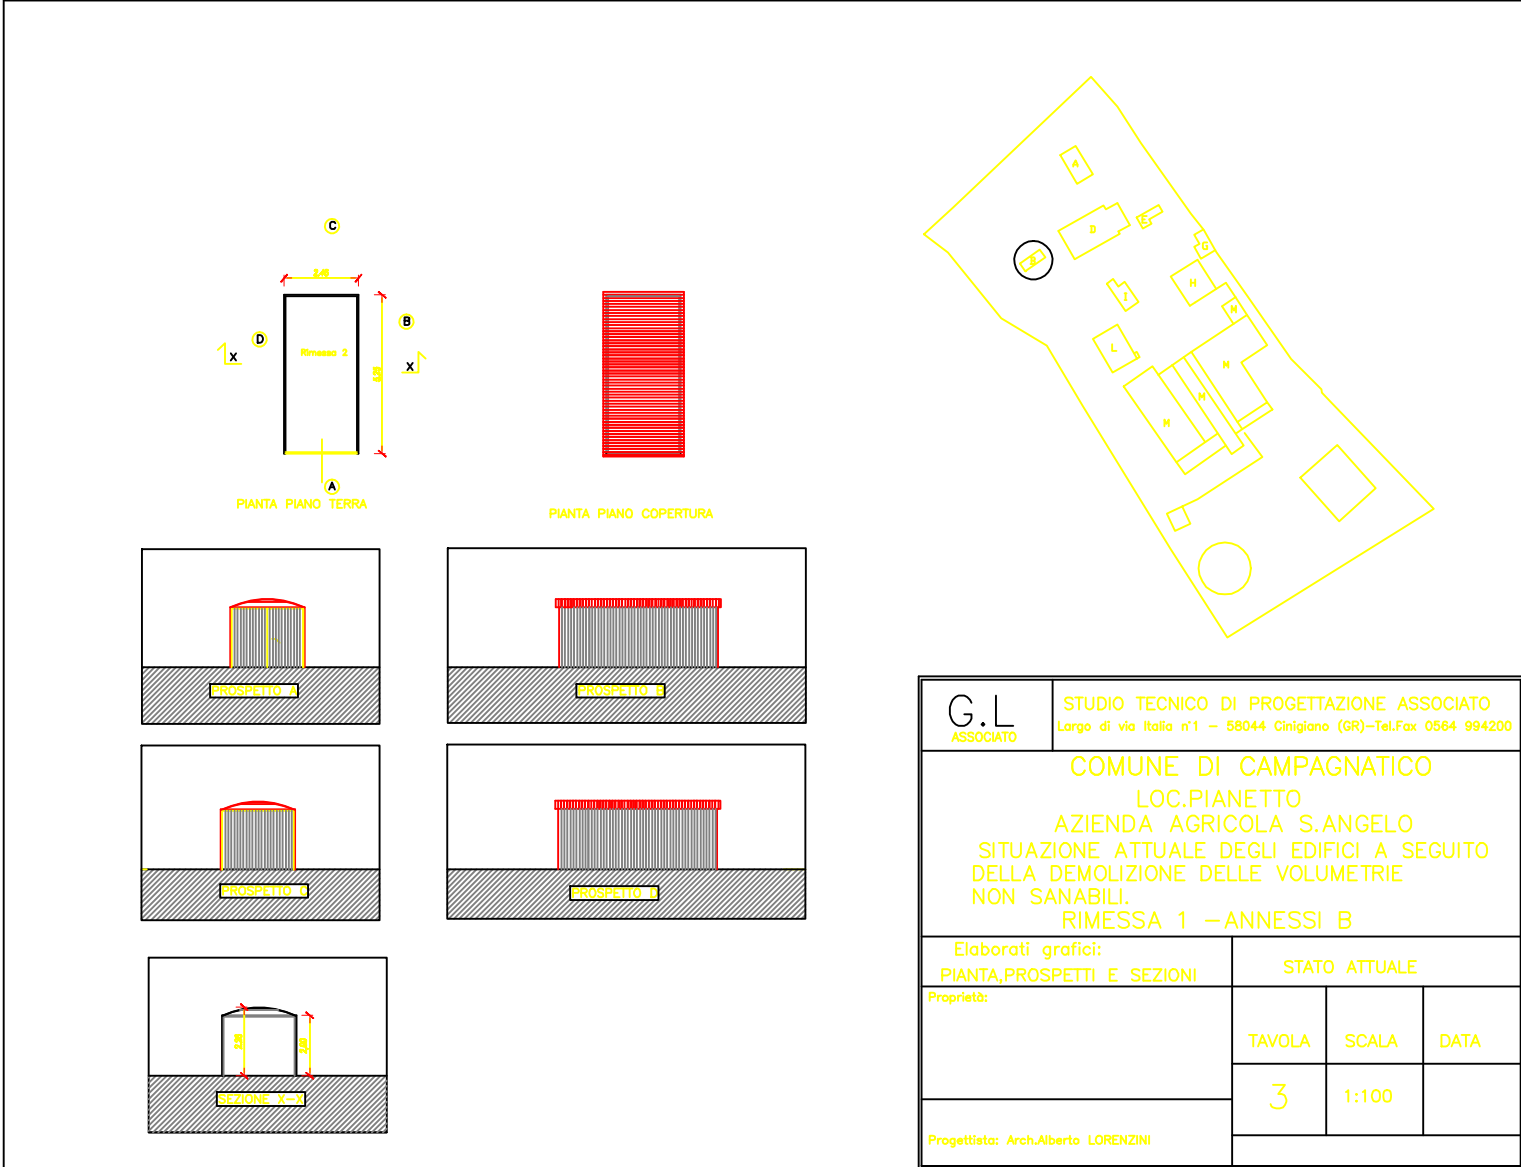 C
2,46
D
B
Rimessa 2
X
X
A
PIANTA PIANO TERRA
PIANTA PIANO COPERTURA
PROSPETTO A
PROSPETTO B
PROSPETTO C
PROSPETTO D
2,00
SEZIONE X-X
A
E
D
G
B
H
I
N
L
M
M
M
G.L
ASSOCIATO
STUDIO TECNICO DI PROGETTAZIONE ASSOCIATO
Largo di via Italia n°1 - 58044 Cinigiano (GR)-Tel.Fax 0564 994200
COMUNE DI CAMPAGNATICO
LOC.PIANETTO
AZIENDA AGRICOLA S.ANGELO
SITUAZIONE ATTUALE DEGLI EDIFICI A SEGUITO
DELLA DEMOLIZIONE DELLE VOLUMETRIE
NON SANABILI.
RIMESSA 1 -ANNESSI B
Elaborati grafici:
PIANTA,PROSPETTI E SEZIONI
STATO ATTUALE
Proprietà:
TAVOLA
SCALA
DATA
3
1:100
Progettista: Arch.Alberto LORENZINI